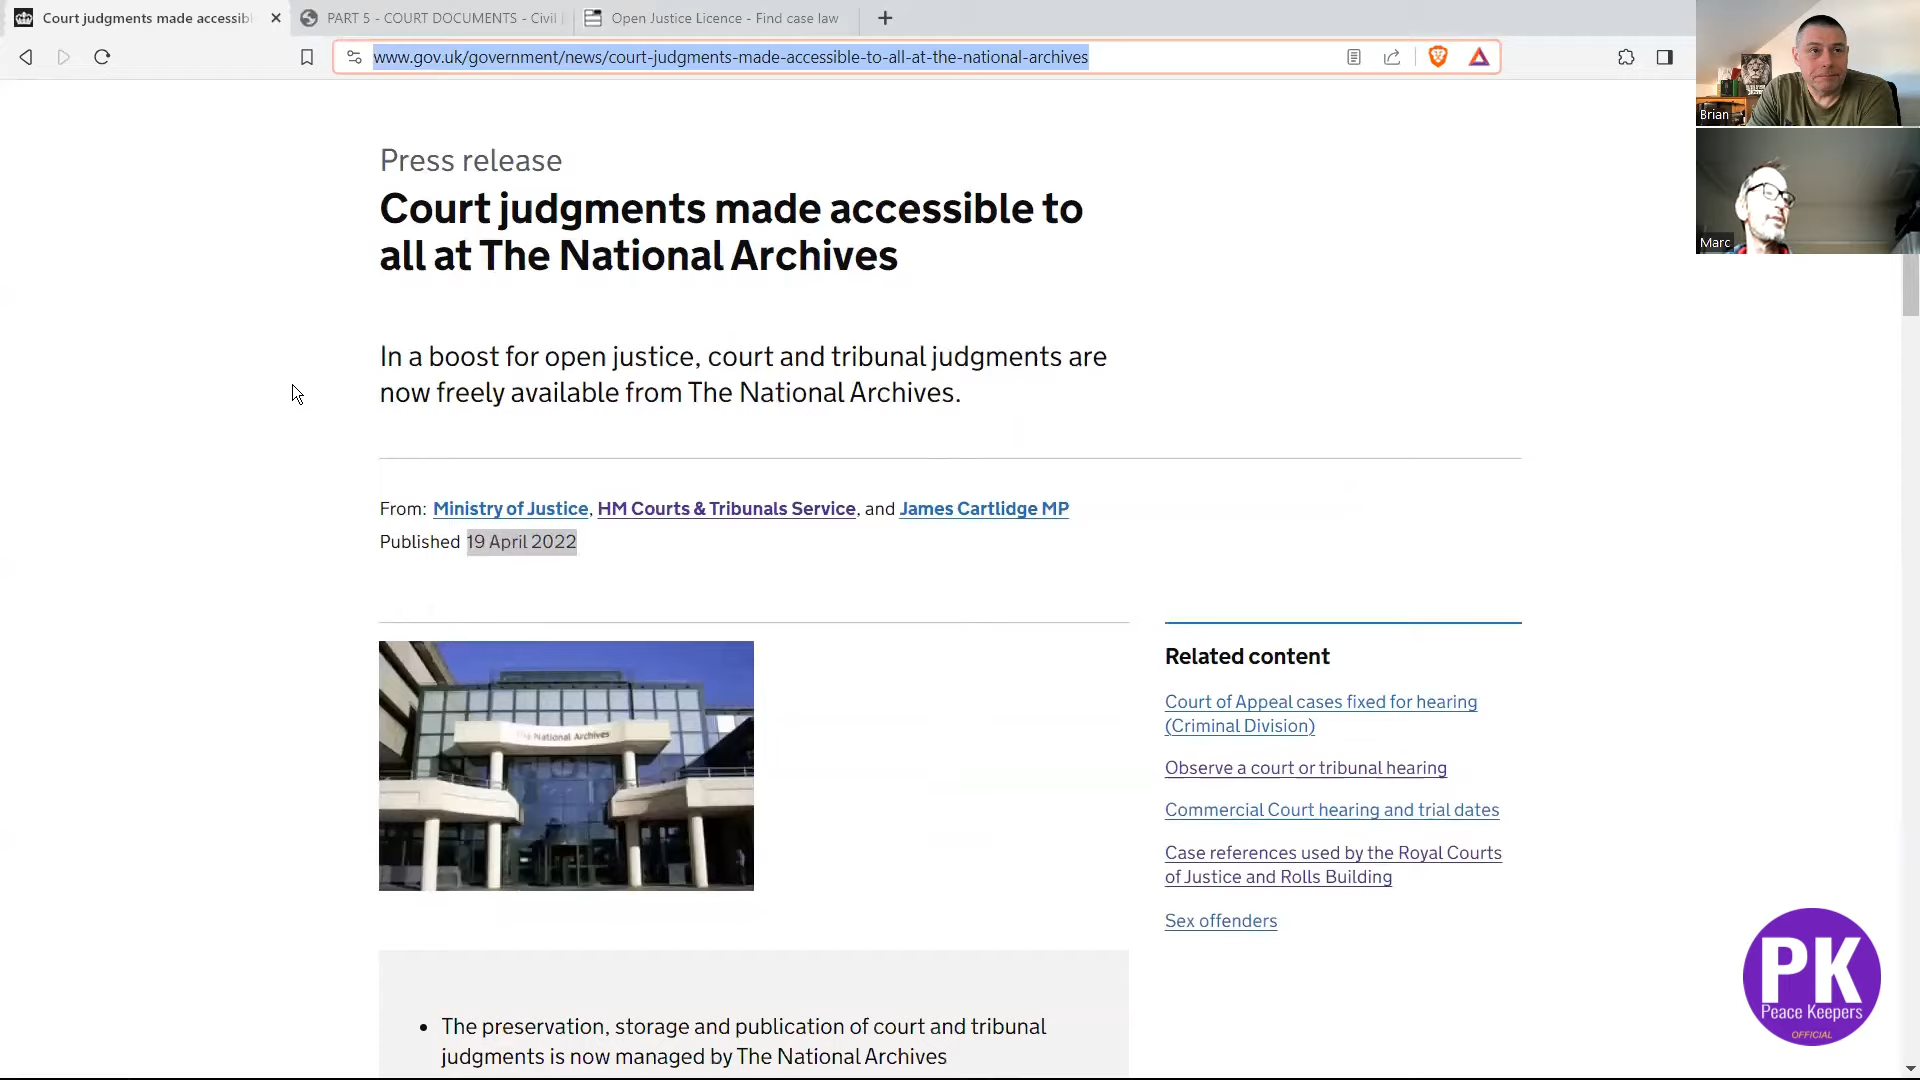 Court judgments made accessib
PART 5 - COURT DOCUMENTS - Civil
Open Justice Licence - Find case law
www.gov.uk/government/news/court-judgments-made-accessible-to-all-at-the-national-archives
Brian
Marc
Press release
Court judgments made accessible to
all at The National Archives
In a boost for open justice, court and tribunal judgments are
now freely available from The National Archives.
From: Ministry of Justice, HM Courts & Tribunals Service, and James Cartlidge MP
Published 19 April 2022
The National Archives
Related content
Court of Appeal cases fixed for hearing
(Criminal Division)
Observe a court or tribunal hearing
Commercial Court hearing and trial dates
Case references used by the Royal Courts
of Justice and Rolls Building
Sex offenders
• The preservation, storage and publication of court and tribunal
judgments is now managed by The National Archives
PK
Peace Keepers
OFFICIAL